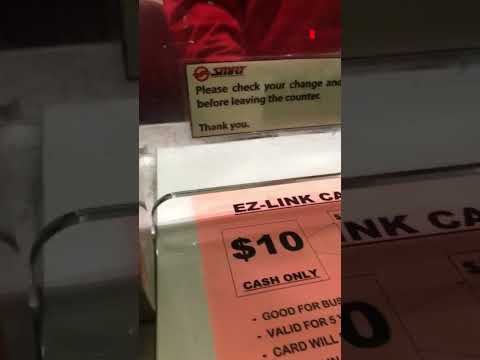 SMRT
Please check your change and
before leaving the counter.
Thank you.
EZ-LINK CA
$10
CASH ONLY
- GOOD FOR BUS
- VALID FOR 5 Y
- CARD WILL